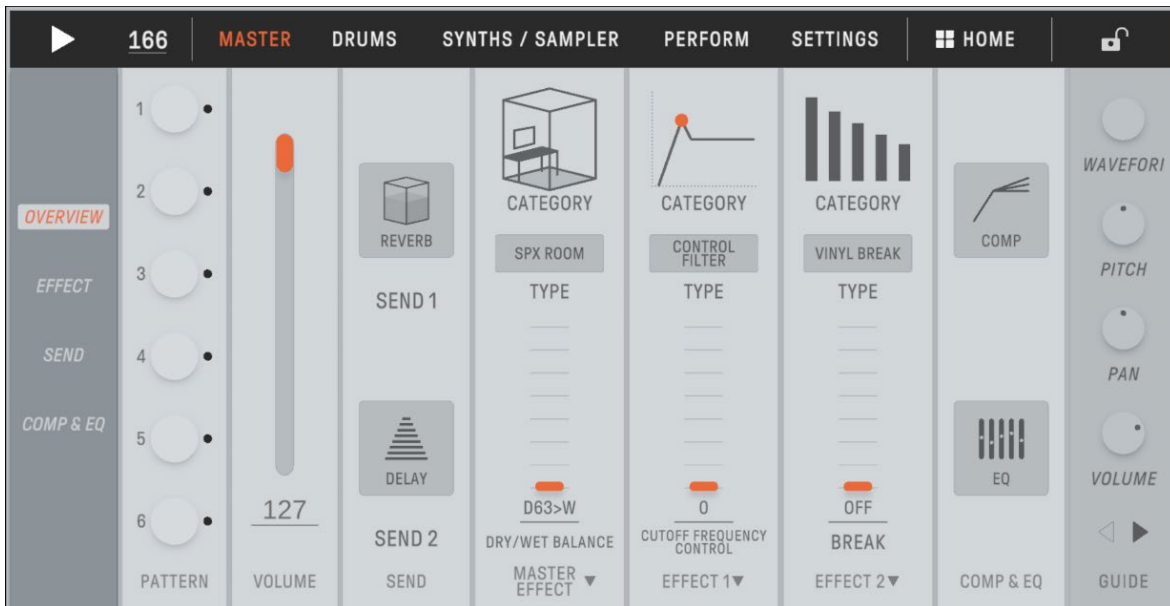 166 MASTER DRUMS SYNTHS / SAMPLER PERFORM SETTINGS HOME
OVERVIEW
EFFECT
SEND
COMP & EQ
1
2
3
4
5
6
PATTERN
127
VOLUME
REVERB
SEND 1
DELAY
SEND 2
SEND
CATEGORY
SPX ROOM
TYPE
D63>W
DRY/WET BALANCE
MASTER
EFFECT
CATEGORY
CONTROL
FILTER
TYPE
0
CUTOFF FREQUENCY
CONTROL
EFFECT 1
CATEGORY
VINYL BREAK
TYPE
OFF
BREAK
EFFECT 2
COMP
EQ
COMP & EQ
WAVEFORI
PITCH
PAN
VOLUME
GUIDE